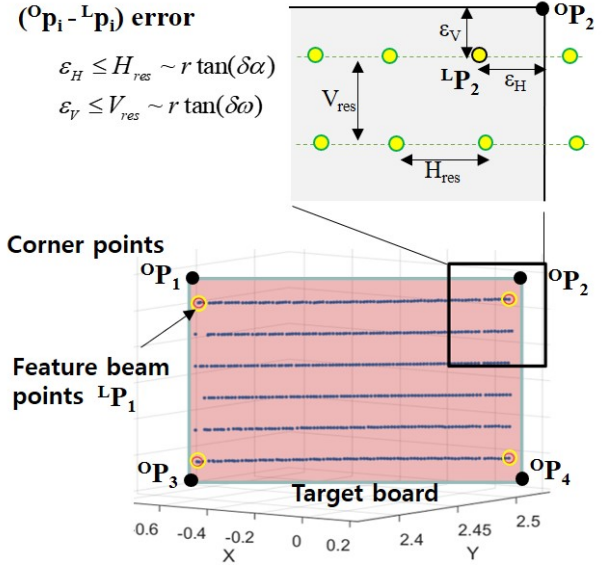 (ᴼpᵢ - ᴸpᵢ) error
ε_H ≤ H_res ~ r tan(δα)
ε_V ≤ V_res ~ r tan(δω)
ε_V
ᴼP₂
ᴸP₂
ε_H
V_res
H_res
Corner points
ᴼP₁
ᴼP₂
Feature beam
points ᴸP₁
ᴼP₃
ᴼP₄
Target board
-0.6
-0.4
-0.2
0
0.2
2.4
2.45
2.5
X
Y